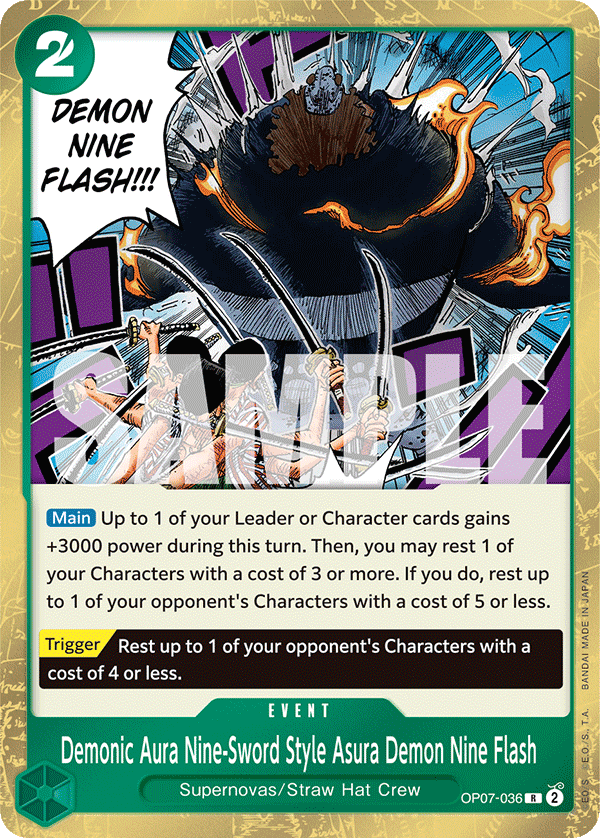 2
DEMON
NINE
FLASH!!!
SAMPLE
Main Up to 1 of your Leader or Character cards gains
+3000 power during this turn. Then, you may rest 1 of
your Characters with a cost of 3 or more. If you do, rest up
to 1 of your opponent's Characters with a cost of 5 or less.
Trigger Rest up to 1 of your opponent's Characters with a
cost of 4 or less.
EVENT
Demonic Aura Nine-Sword Style Asura Demon Nine Flash
Supernovas/Straw Hat Crew
OP07-036 R 2
©E.O./S., T.A. BANDAI MADE IN JAPAN